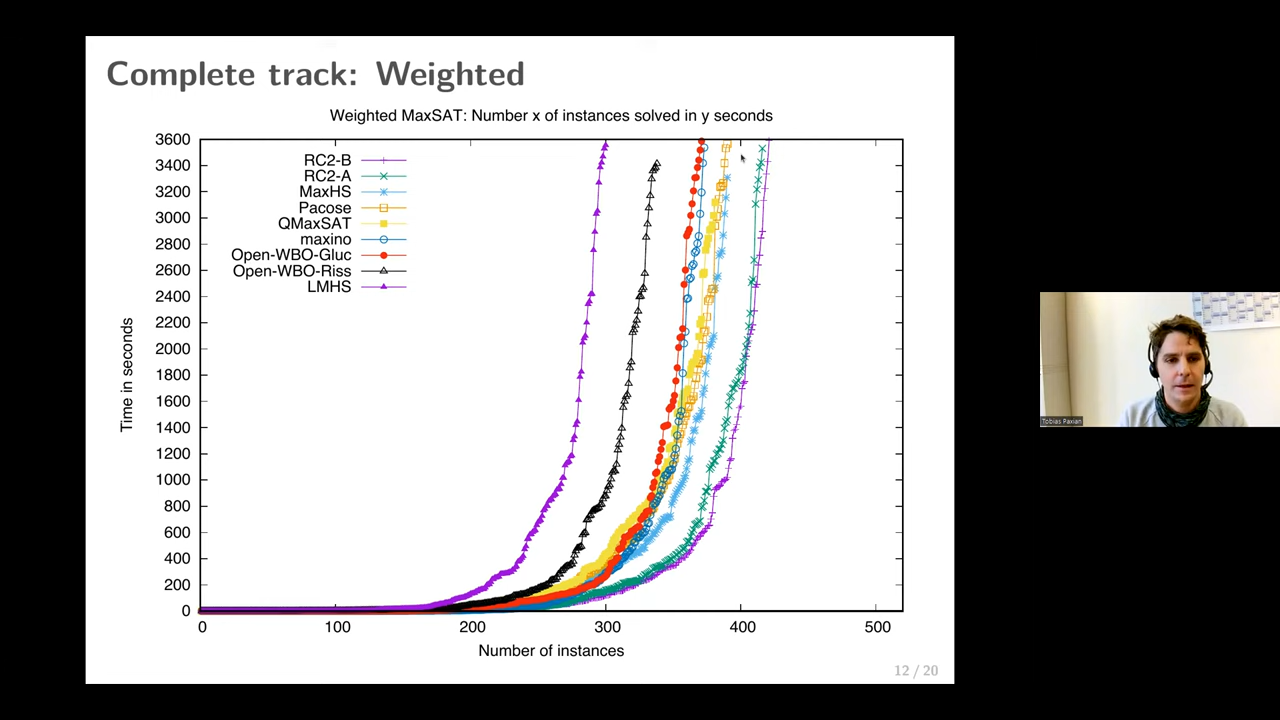 Complete track: Weighted
Weighted MaxSAT: Number x of instances solved in y seconds
3600
3400
3200
3000
2800
2600
2400
2200
2000
1800
1600
1400
1200
1000
800
600
400
200
0
RC2-B
RC2-A
MaxHS
Pacose
QMaxSAT
maxino
Open-WBO-Gluc
Open-WBO-Riss
LMHS
Time in seconds
0 100 200 300 400 500
Number of instances
12 / 20
Tobias Paxian